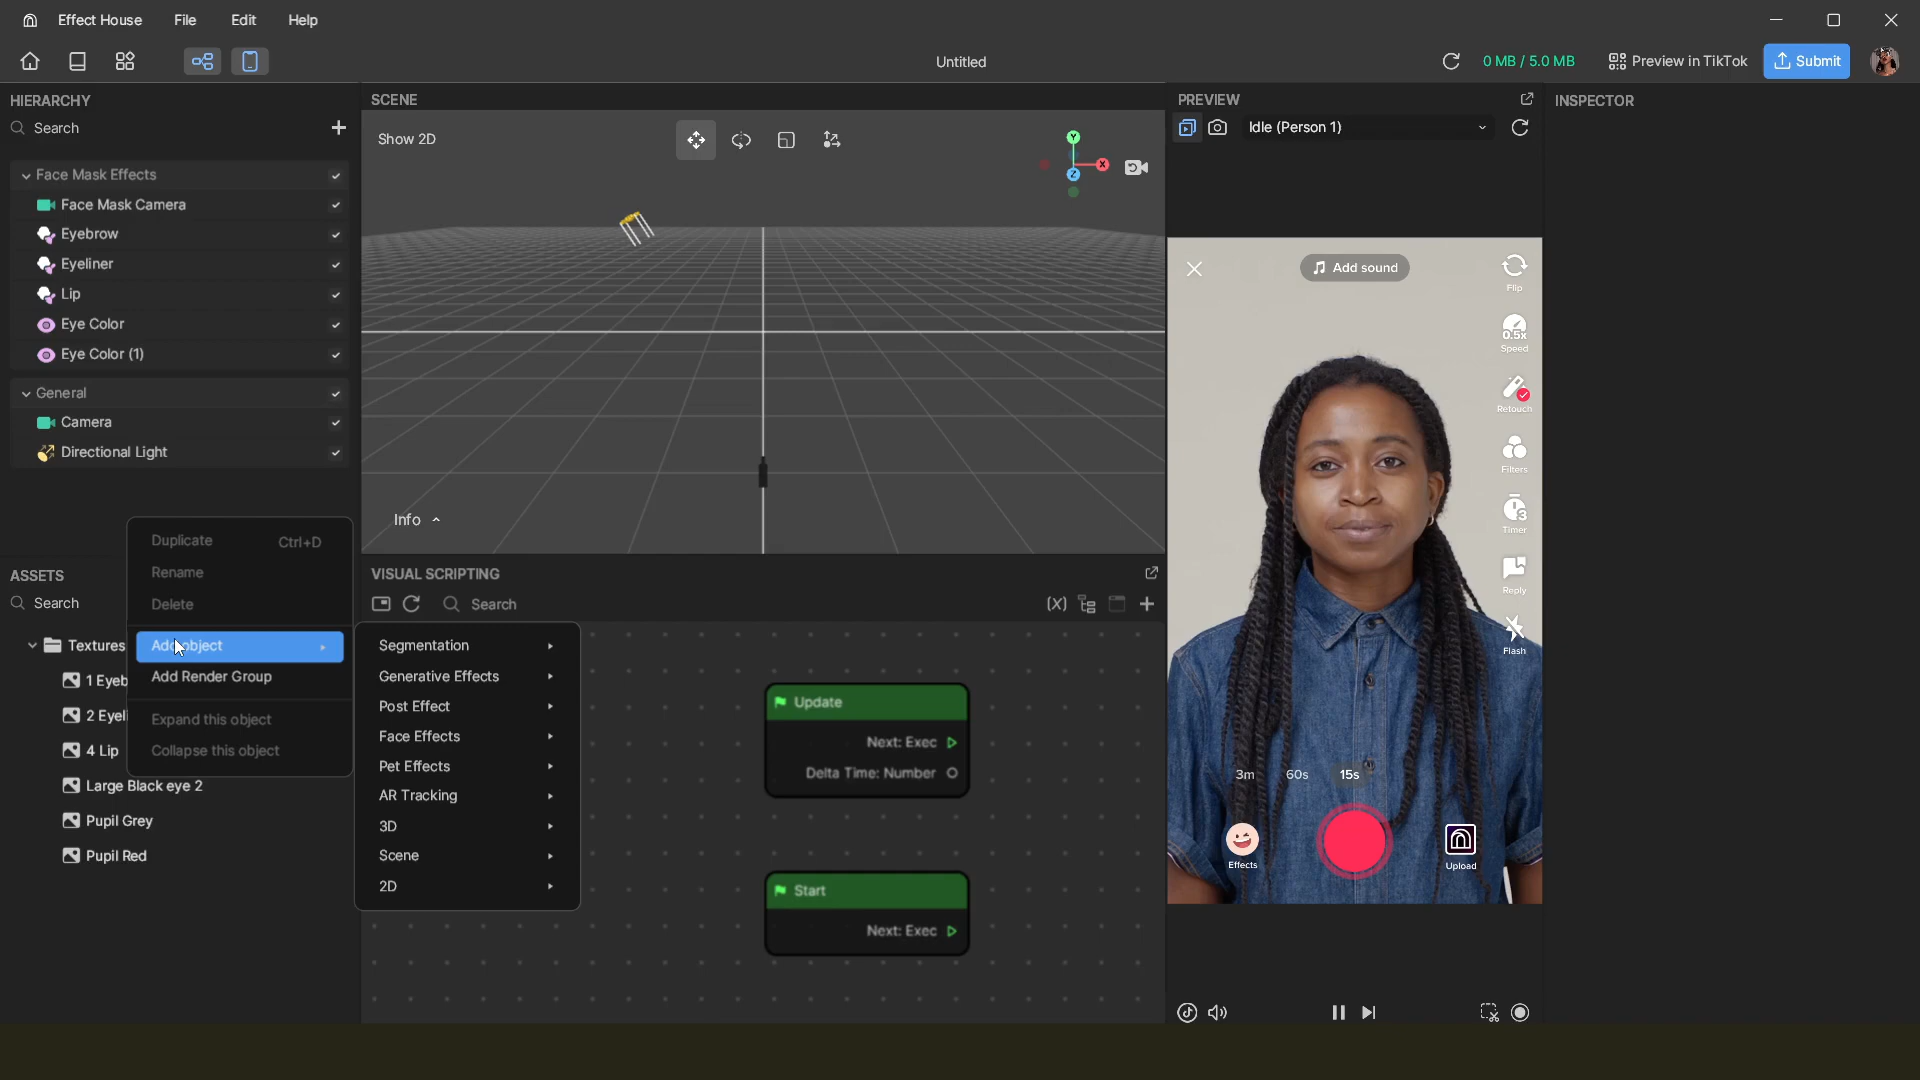 Effect House
File
Edit
Help
Untitled
0 MB / 5.0 MB
Preview in TikTok
Submit
HIERARCHY
Search
Face Mask Effects
Face Mask Camera
Eyebrow
Eyeliner
Lip
Eye Color
Eye Color (1)
General
Camera
Directional Light
SCENE
Show 2D
Y
X
Z
Info
PREVIEW
Idle (Person 1)
INSPECTOR
Add sound
Flip
0.5x
Speed
Retouch
Filters
3
Timer
Reply
Flash
3m
60s
15s
Effects
Upload
ASSETS
Search
Textures
1 Eyeb
2 Eyeli
4 Lip
Large Black eye 2
Pupil Grey
Pupil Red
Duplicate
Ctrl+D
Rename
Delete
Add object
Add Render Group
Expand this object
Collapse this object
Segmentation
Generative Effects
Post Effect
Face Effects
Pet Effects
AR Tracking
3D
Scene
2D
VISUAL SCRIPTING
Search
(X)
Update
Next: Exec
Delta Time: Number
Start
Next: Exec